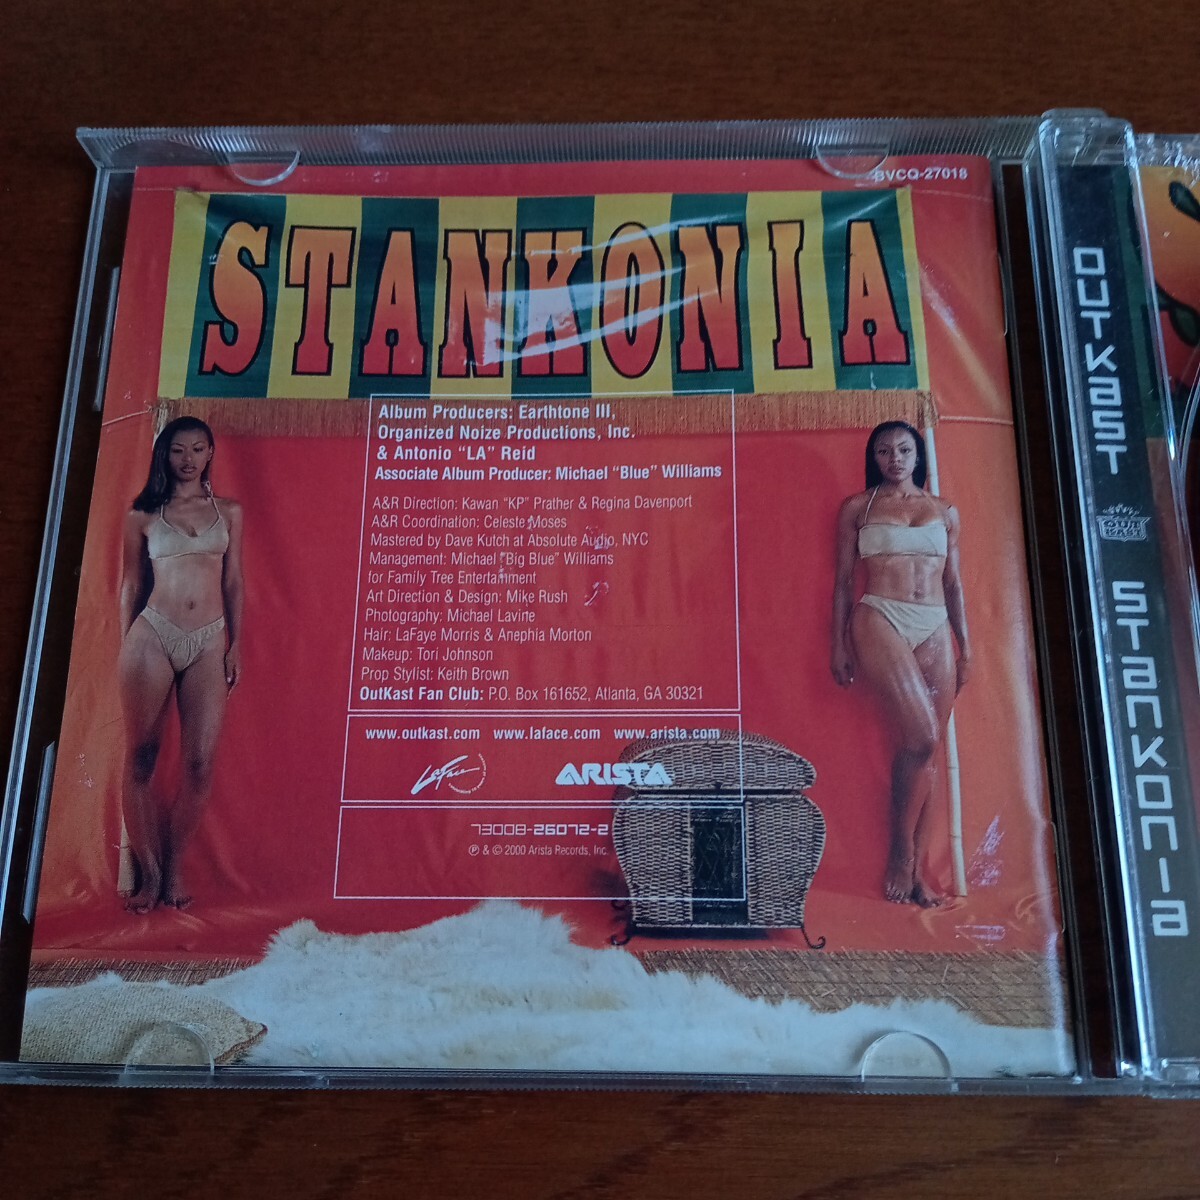 BVCQ-27018
STANKONIA
Album Producers: Earthtone III,
Organized Noize Productions, Inc.
& Antonio "LA" Reid
Associate Album Producer: Michael "Blue" Williams
A&R Direction: Kawan "KP" Prather & Regina Davenport
A&R Coordination: Celeste Moses
Mastered by Dave Kutch at Absolute Audio, NYC
Management: Michael "Big Blue" Williams
for Family Tree Entertainment
Art Direction & Design: Mike Rush
Photography: Michael Lavine
Hair: LaFaye Morris & Anephia Morton
Makeup: Tori Johnson
Prop Stylist: Keith Brown
OutKast Fan Club: P.O. Box 161652, Atlanta, GA 30321
www.outkast.com www.laface.com www.arista.com
LaFace ARISTA
73008-26072-2
℗ & © 2000 Arista Records, Inc.
OUTKaST
OUT
KAST
STaNKONIa